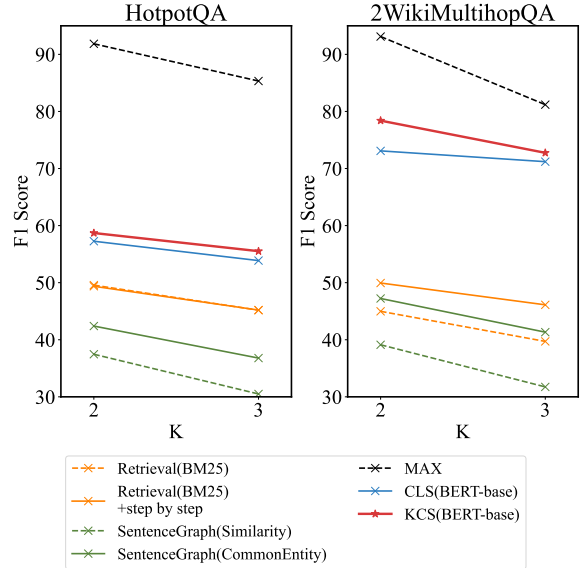 HotpotQA
2WikiMultihopQA
F1 Score
90
80
70
60
50
40
30
2
3
K
F1 Score
90
80
70
60
50
40
30
2
3
K
Retrieval(BM25)
Retrieval(BM25)
+step by step
SentenceGraph(Similarity)
SentenceGraph(CommonEntity)
MAX
CLS(BERT-base)
KCS(BERT-base)